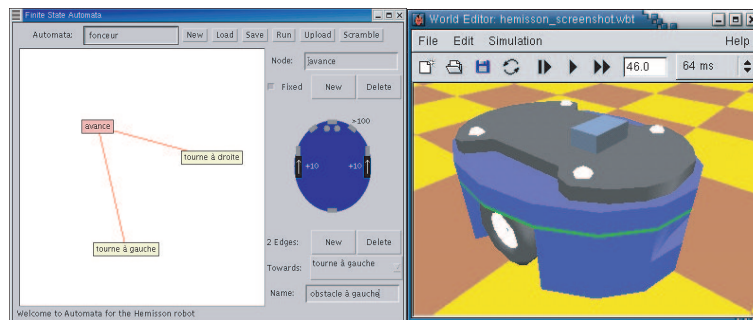 Finite State Automata
Automata: fonceur New Load Save Run Upload Scramble
Node: avance
Fixed New Delete
avance
tourne à droite
tourne à gauche
>100
+10 +10
2 Edges: New Delete
Towards: tourne à gauche
Name: obstacle à gauche
Welcome to Automata for the Hemisson robot
World Editor: hemisson_screenshot.wbt
File Edit Simulation Help
46.0 64 ms